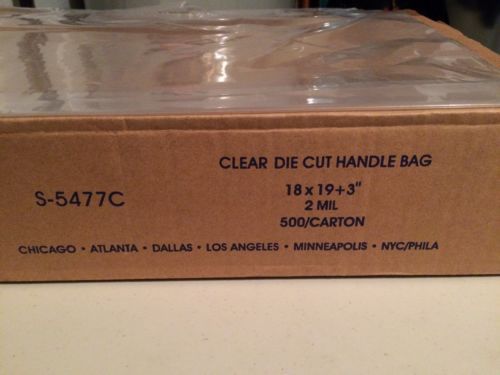 CLEAR DIE CUT HANDLE BAG
S-5477C
18 x 19+3"
2 MIL
500/CARTON
CHICAGO • ATLANTA • DALLAS • LOS ANGELES • MINNEAPOLIS • NYC/PHILA